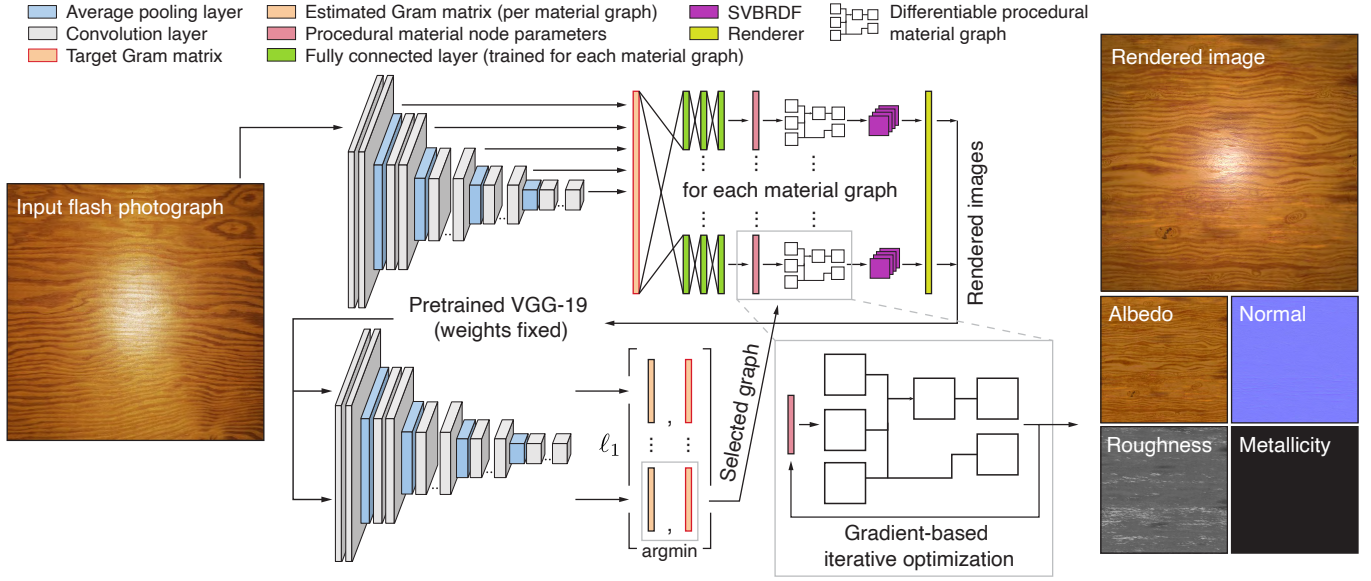 Average pooling layer
Convolution layer
Target Gram matrix
Estimated Gram matrix (per material graph)
Procedural material node parameters
Fully connected layer (trained for each material graph)
SVBRDF
Renderer
Differentiable procedural
material graph
Input flash photograph
for each material graph
Rendered images
Pretrained VGG-19
(weights fixed)
ℓ1
,
,
argmin
Selected graph
Gradient-based
iterative optimization
Rendered image
Albedo
Normal
Roughness
Metallicity